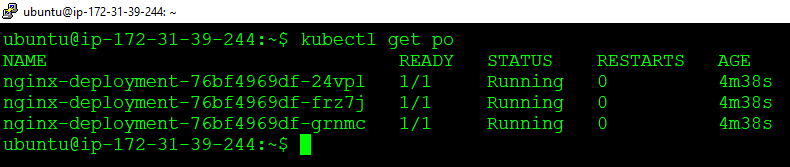 ubuntu@ip-172-31-39-244: ~
ubuntu@ip-172-31-39-244:~$ kubectl get po
NAME READY STATUS RESTARTS AGE
nginx-deployment-76bf4969df-24vpl 1/1 Running 0 4m38s
nginx-deployment-76bf4969df-frz7j 1/1 Running 0 4m38s
nginx-deployment-76bf4969df-grnmc 1/1 Running 0 4m38s
ubuntu@ip-172-31-39-244:~$